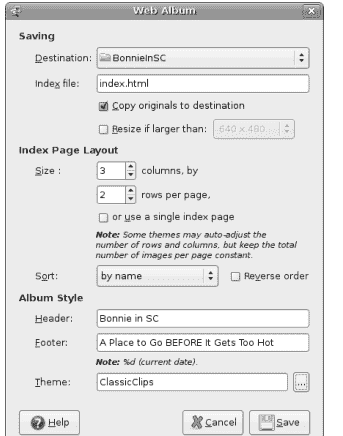 Web Album
Saving
Destination: BonnieInSC
Index file: index.html
Copy originals to destination
Resize if larger than: 640 x 480
Index Page Layout
Size : 3 columns, by
2 rows per page,
or use a single index page
Note: Some themes may auto-adjust the
number of rows and columns, but keep the total
number of images per page constant.
Sort: by name Reverse order
Album Style
Header: Bonnie in SC
Footer: A Place to Go BEFORE It Gets Too Hot
Note: %d (current date).
Theme: ClassicClips ...
Help Cancel Save